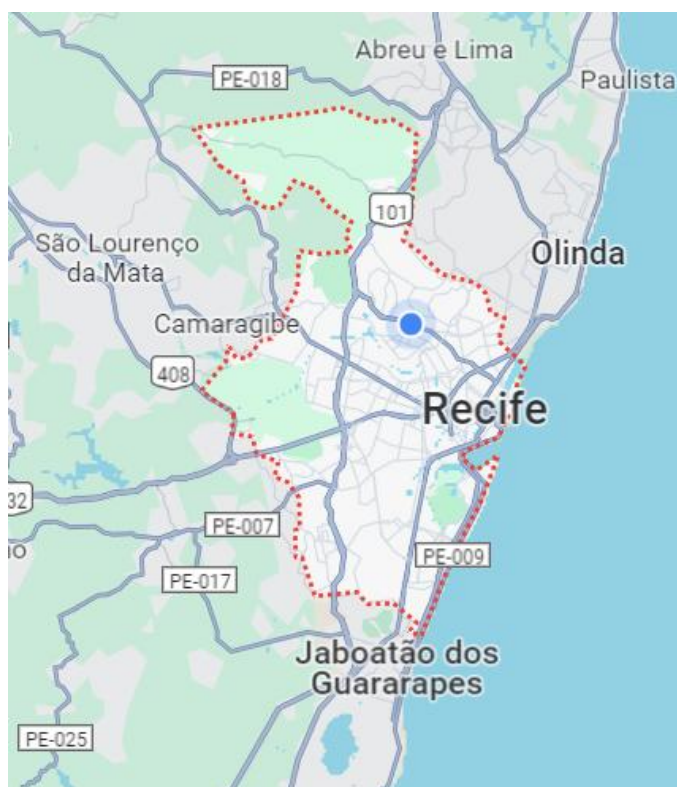 Abreu e Lima
PE-018
Paulista
101
São Lourenço
da Mata
Olinda
Camaragibe
408
Recife
32
PE-007
PE-009
PE-017
Jaboatão dos
Guararapes
PE-025